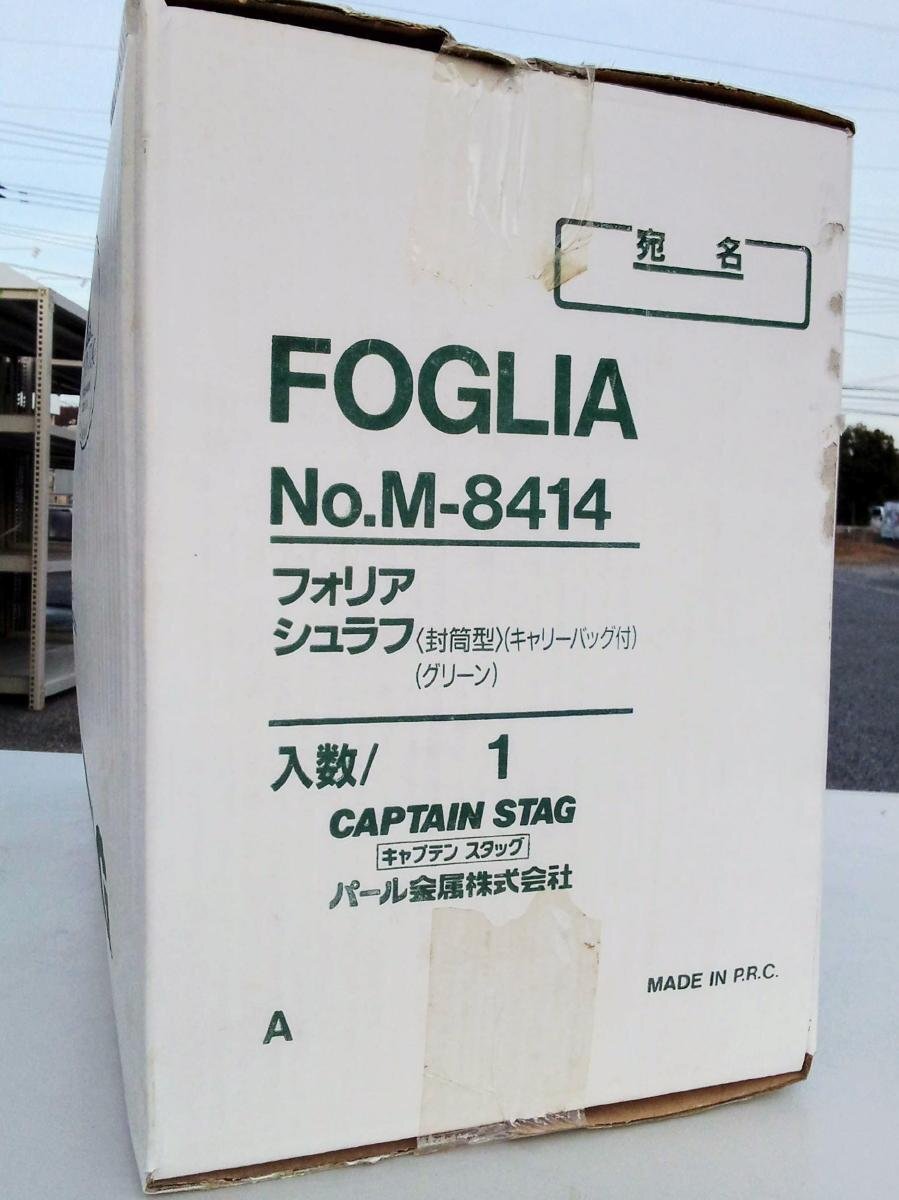 宛 名
FOGLIA
No.M-8414
フォリア
シュラフ〈封筒型〉(キャリーバッグ付)
(グリーン)
入数/ 1
CAPTAIN STAG
キャプテン スタッグ
パール金属株式会社
MADE IN P.R.C.
A